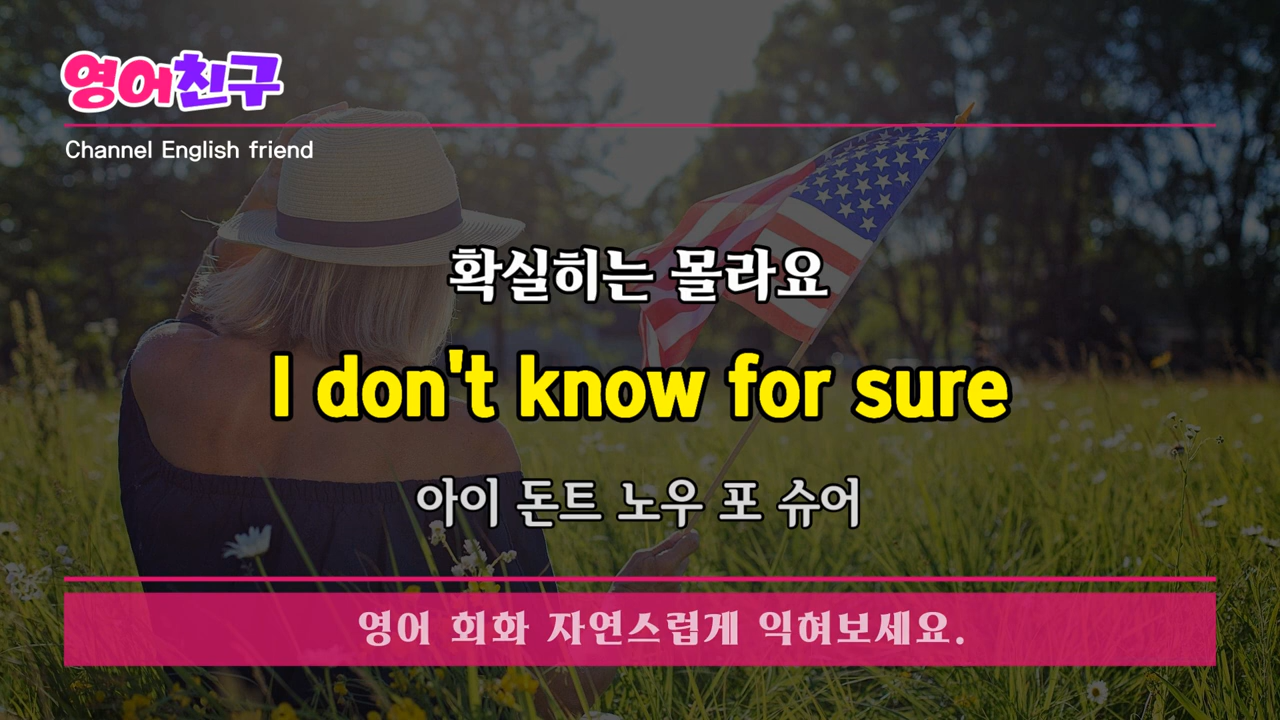 영어친구
Channel English friend
확실히는 몰라요
I don't know for sure
아이 돈트 노우 포 슈어
영어 회화 자연스럽게 익혀보세요.